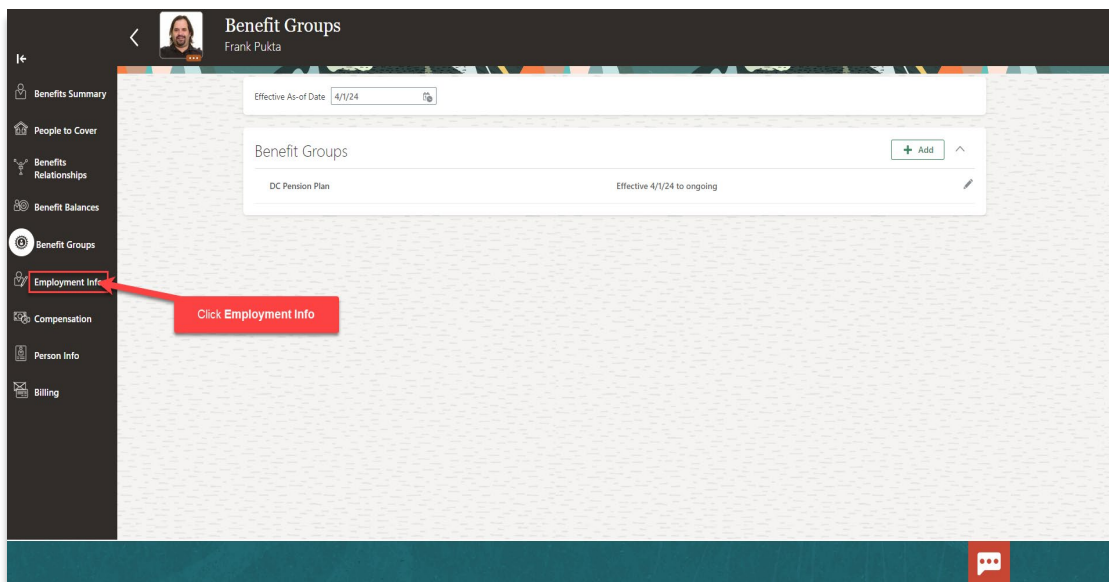 Benefit Groups
Frank Pukta
Benefits Summary
People to Cover
Benefits
Relationships
Benefit Balances
Benefit Groups
Employment Info
Compensation
Person Info
Billing
Effective As-of Date 4/1/24
Benefit Groups
+ Add
DC Pension Plan Effective 4/1/24 to ongoing
Click Employment Info